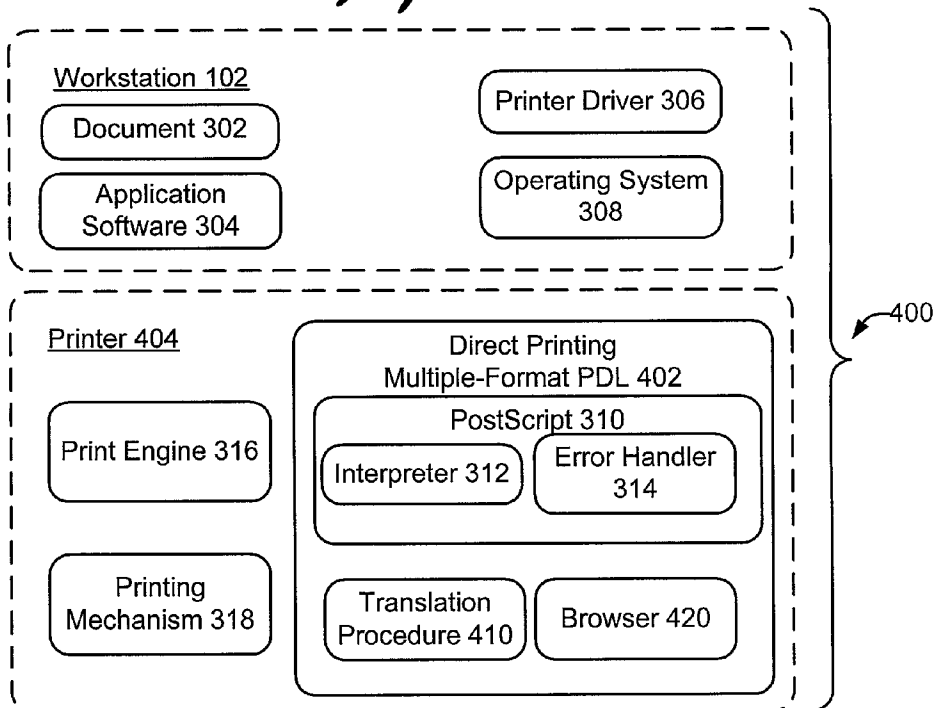 Workstation 102
Document 302
Application
Software 304
Printer Driver 306
Operating System
308
400
Printer 404
Print Engine 316
Printing
Mechanism 318
Direct Printing
Multiple-Format PDL 402
PostScript 310
Interpreter 312
Error Handler
314
Translation
Procedure 410
Browser 420